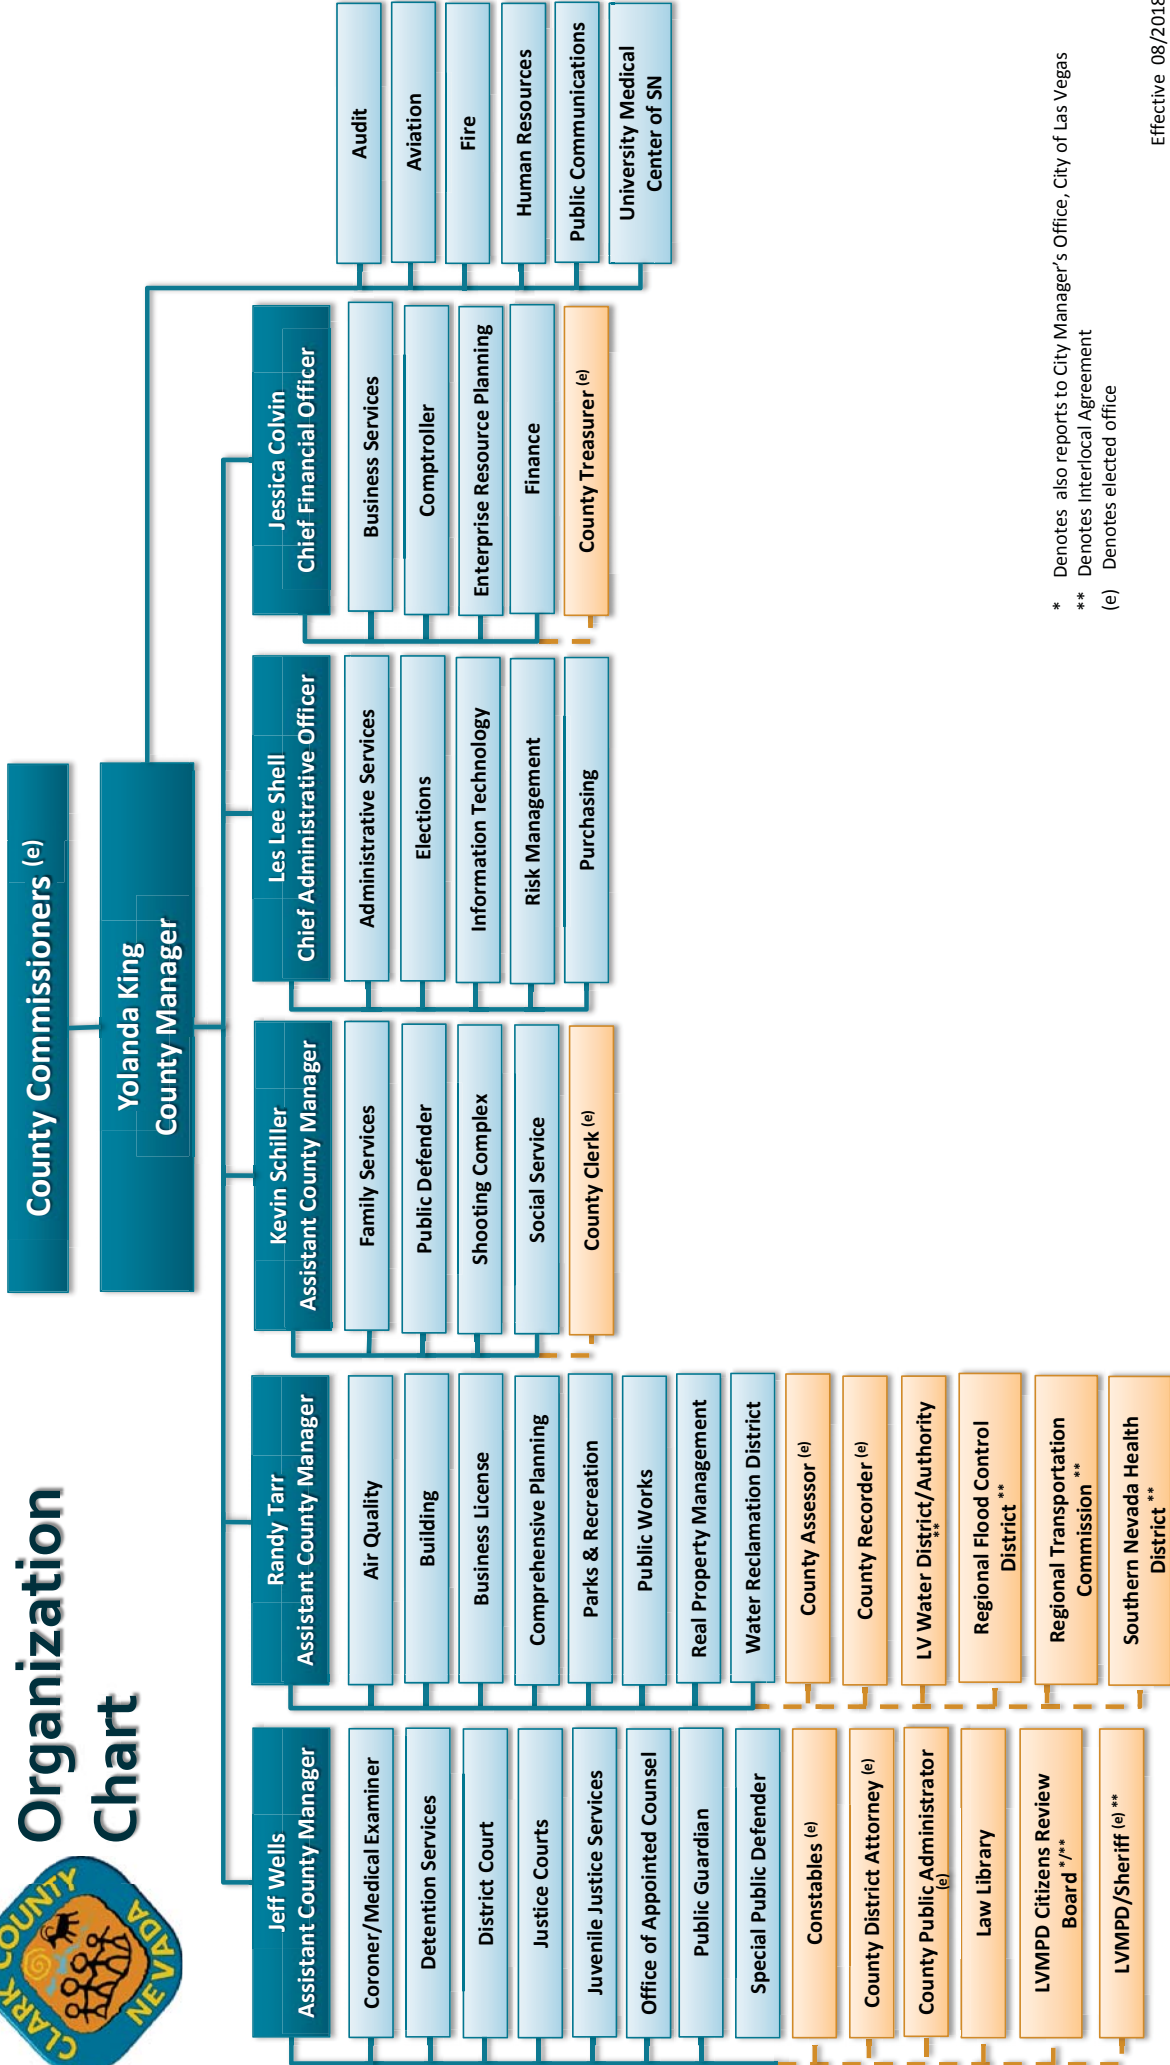 CLARK COUNTY
NEVADA
Organization
Chart
County Commissioners (e)
Yolanda King
County Manager
Jeff Wells
Assistant County Manager
Coroner/Medical Examiner
Detention Services
District Court
Justice Courts
Juvenile Justice Services
Office of Appointed Counsel
Public Guardian
Special Public Defender
Constables (e)
County District Attorney (e)
County Public Administrator
(e)
Law Library
LVMPD Citizens Review
Board */**
LVMPD/Sheriff (e) **
Randy Tarr
Assistant County Manager
Air Quality
Building
Business License
Comprehensive Planning
Parks & Recreation
Public Works
Real Property Management
Water Reclamation District
County Assessor (e)
County Recorder (e)
LV Water District/Authority
**
Regional Flood Control
District **
Regional Transportation
Commission **
Southern Nevada Health
District **
Kevin Schiller
Assistant County Manager
Family Services
Public Defender
Shooting Complex
Social Service
County Clerk (e)
Les Lee Shell
Chief Administrative Officer
Administrative Services
Elections
Information Technology
Risk Management
Purchasing
Jessica Colvin
Chief Financial Officer
Business Services
Comptroller
Enterprise Resource Planning
Finance
County Treasurer (e)
Audit
Aviation
Fire
Human Resources
Public Communications
University Medical
Center of SN
* Denotes also reports to City Manager’s Office, City of Las Vegas
** Denotes Interlocal Agreement
(e) Denotes elected office
Effective 08/2018